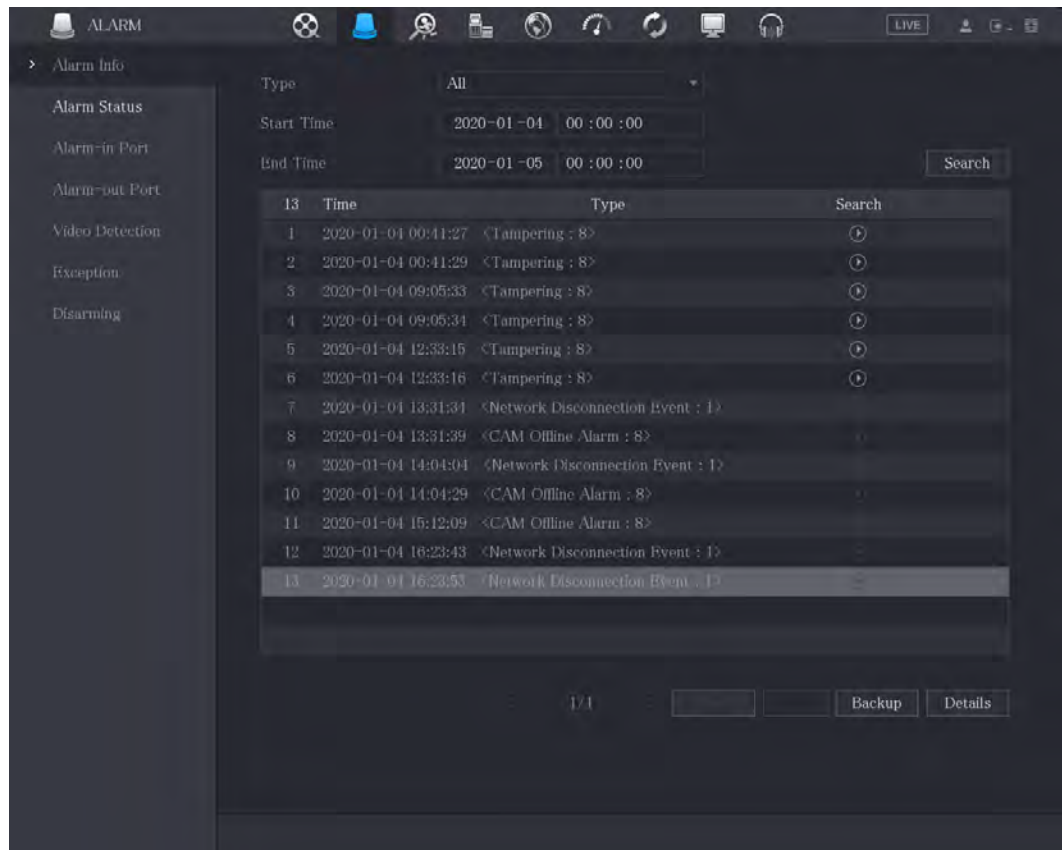 ALARM
LIVE
Alarm Info
Alarm Status
Alarm-in Port
Alarm-out Port
Video Detection
Exception
Disarming
Type All
Start Time 2020-01-04 00:00:00
End Time 2020-01-05 00:00:00
Search
13 Time Type Search
1 2020-01-04 00:41:27 <Tampering : 8>
2 2020-01-04 00:41:29 <Tampering : 8>
3 2020-01-04 09:05:33 <Tampering : 8>
4 2020-01-04 09:05:34 <Tampering : 8>
5 2020-01-04 12:33:15 <Tampering : 8>
6 2020-01-04 12:33:16 <Tampering : 8>
7 2020-01-04 13:31:34 <Network Disconnection Event : 1>
8 2020-01-04 13:31:39 <CAM Offline Alarm : 8>
9 2020-01-04 14:04:04 <Network Disconnection Event : 1>
10 2020-01-04 14:04:29 <CAM Offline Alarm : 8>
11 2020-01-04 15:12:09 <CAM Offline Alarm : 8>
12 2020-01-04 16:23:43 <Network Disconnection Event : 1>
13 2020-01-04 16:23:53 <Network Disconnection Event : 1>
1/1
Backup Details